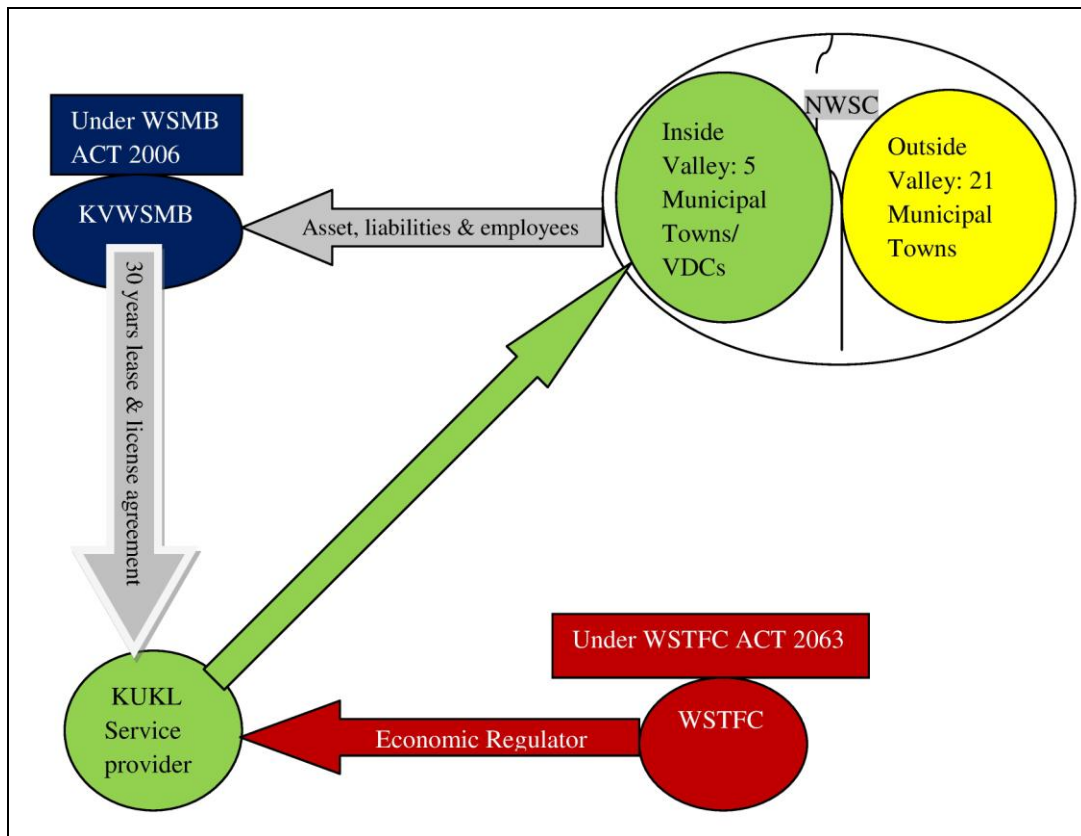 Under WSMB
ACT 2006
KVWSMB
Asset, liabilities & employees
NWSC
Inside
Valley: 5
Municipal
Towns/
VDCs
Outside
Valley: 21
Municipal
Towns
30 years lease & license agreement
Under WSTFC ACT 2063
WSTFC
Economic Regulator
KUKL
Service
provider